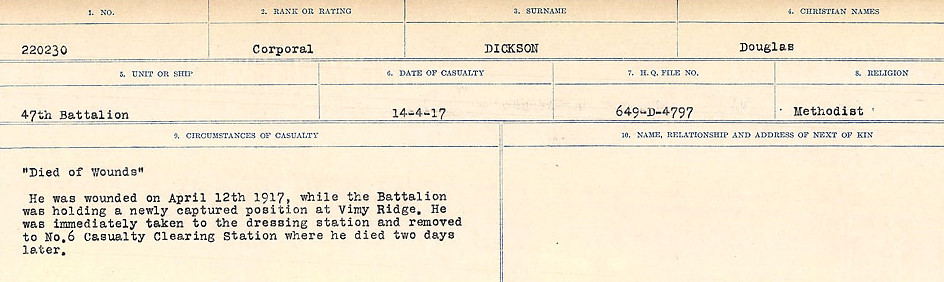 1. NO. 2. RANK OR RATING 3. SURNAME 4. CHRISTIAN NAMES
220230 Corporal DICKSON Douglas
5. UNIT OR SHIP 6. DATE OF CASUALTY 7. H. Q. FILE NO. 8. RELIGION
47th Battalion 14-4-17 649-D-4797 Methodist
9. CIRCUMSTANCES OF CASUALTY 10. NAME, RELATIONSHIP AND ADDRESS OF NEXT OF KIN
"Died of Wounds"
He was wounded on April 12th 1917, while the Battalion
was holding a newly captured position at Vimy Ridge. He
was immediately taken to the dressing station and removed
to No.6 Casualty Clearing Station where he died two days
later.